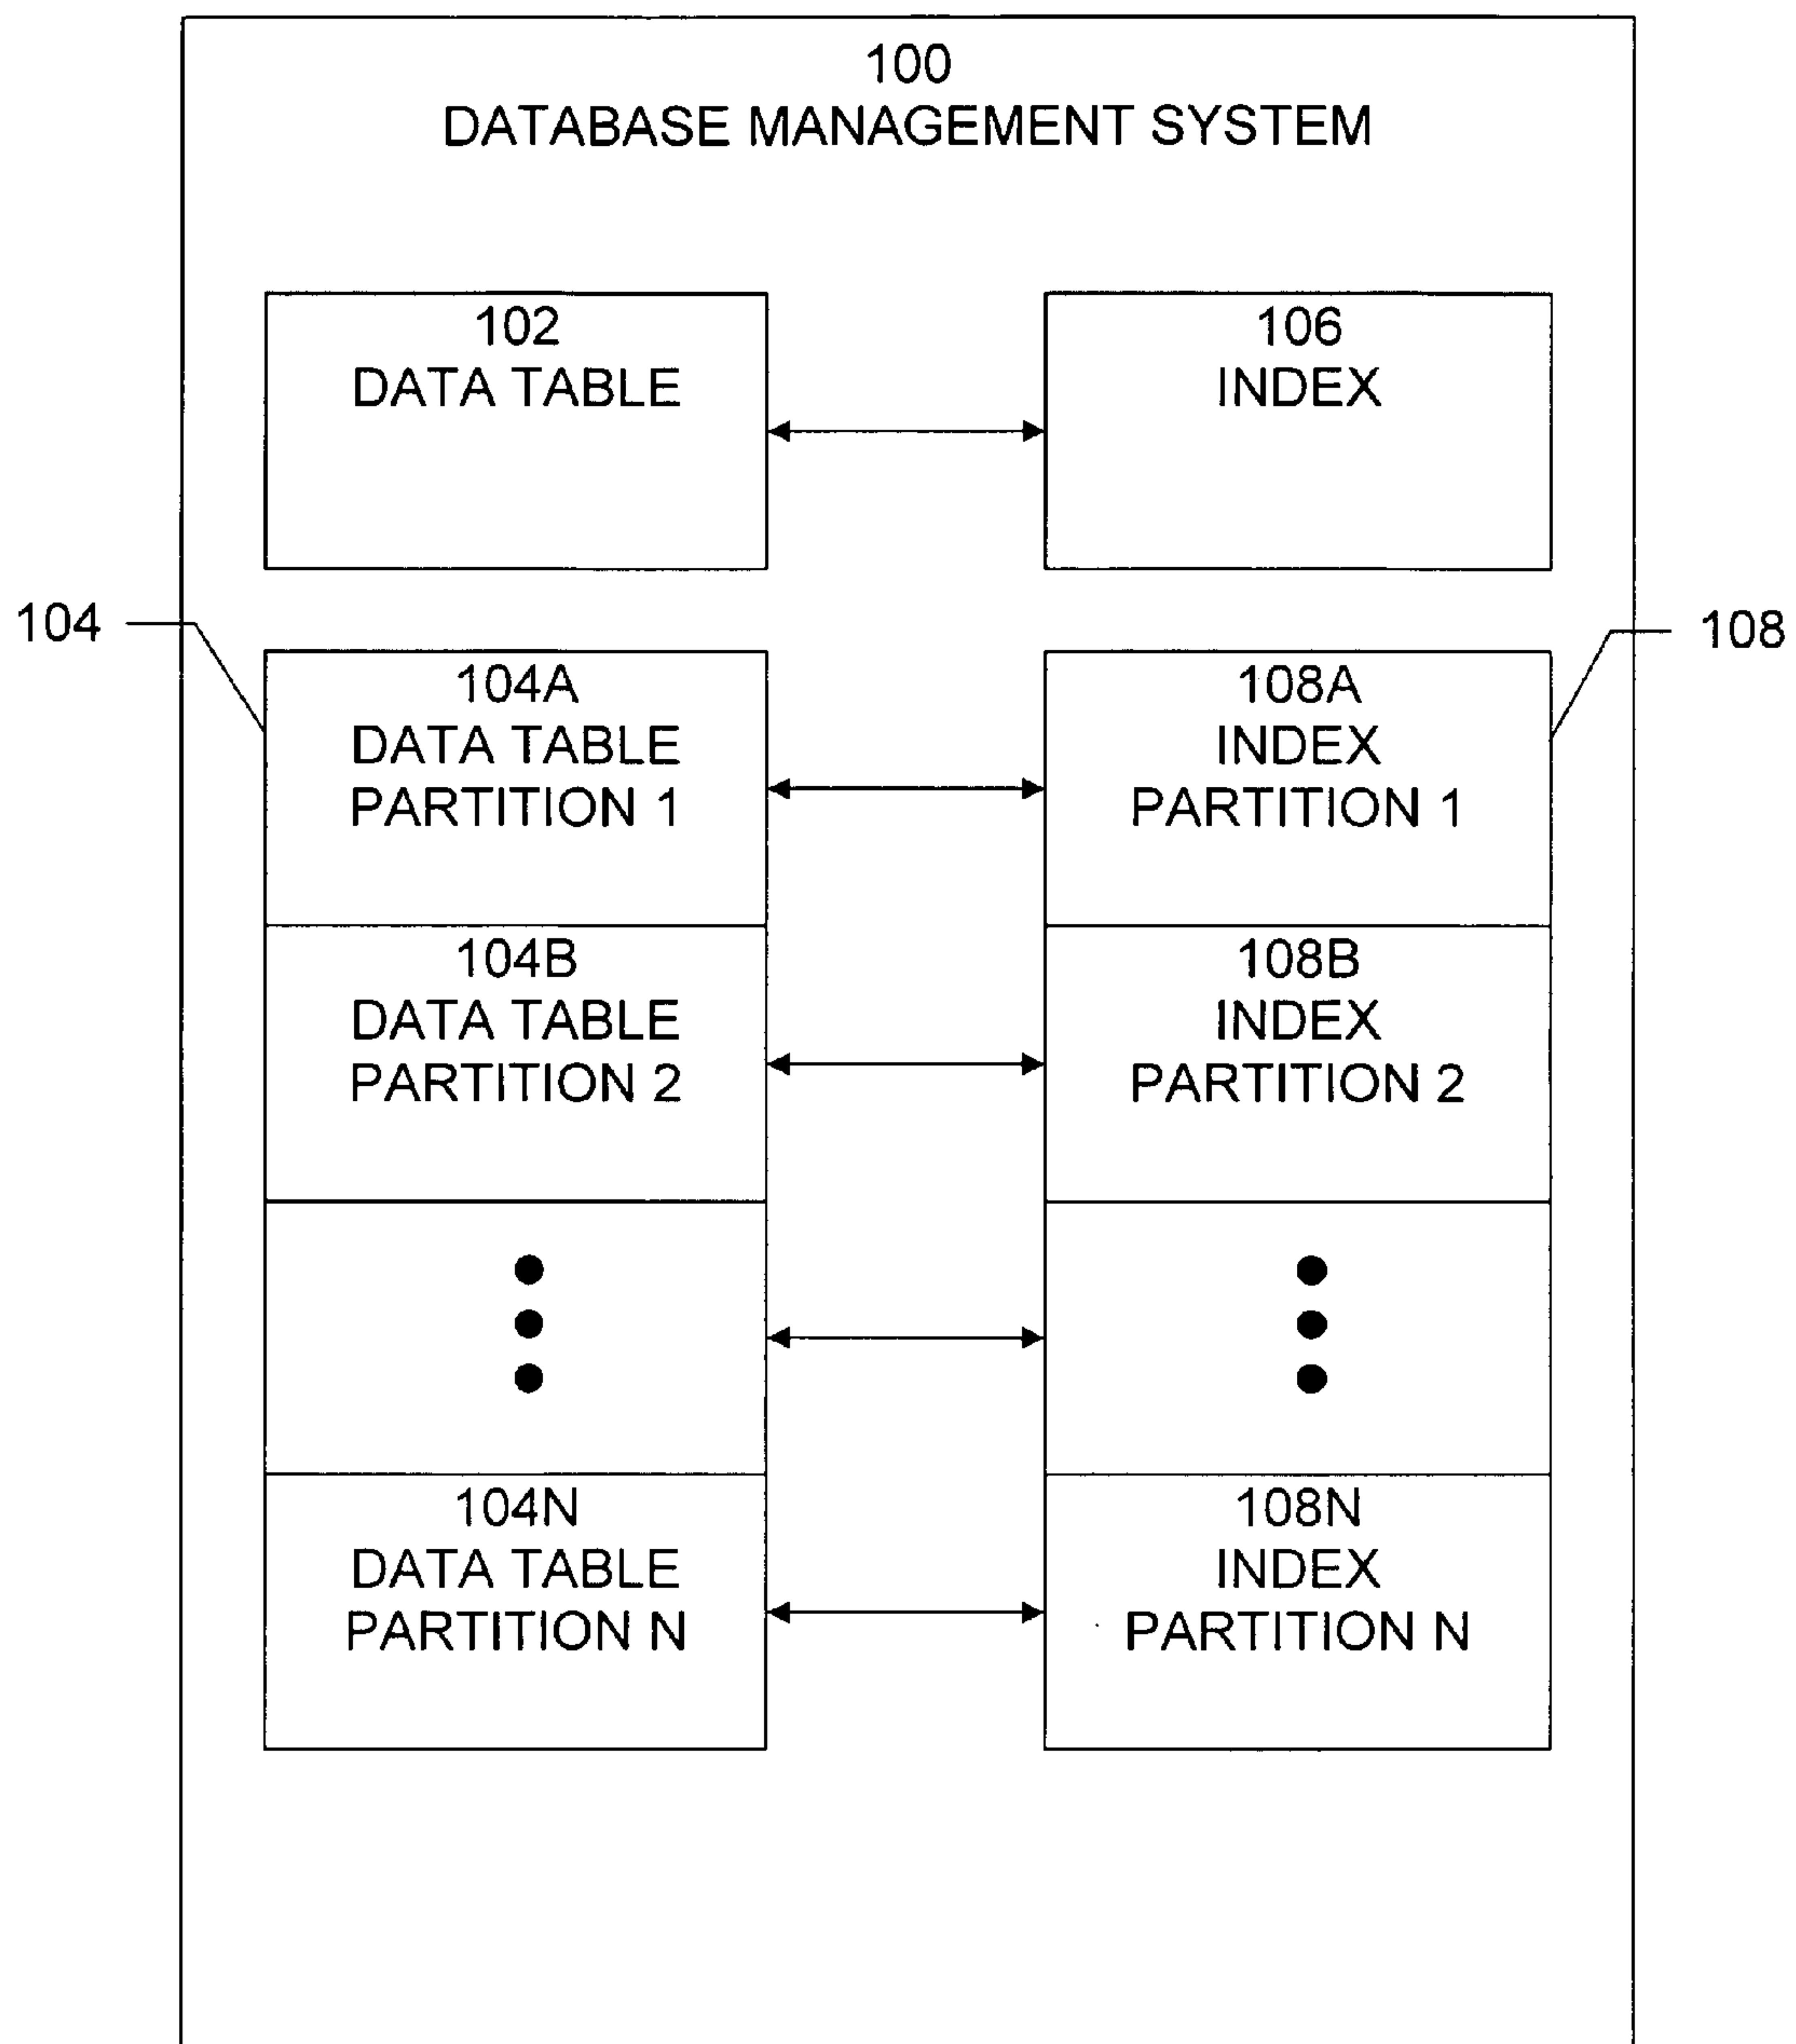 100
DATABASE MANAGEMENT SYSTEM
102
DATA TABLE
106
INDEX
104
108
104A
DATA TABLE
PARTITION 1
108A
INDEX
PARTITION 1
104B
DATA TABLE
PARTITION 2
108B
INDEX
PARTITION 2
104N
DATA TABLE
PARTITION N
108N
INDEX
PARTITION N